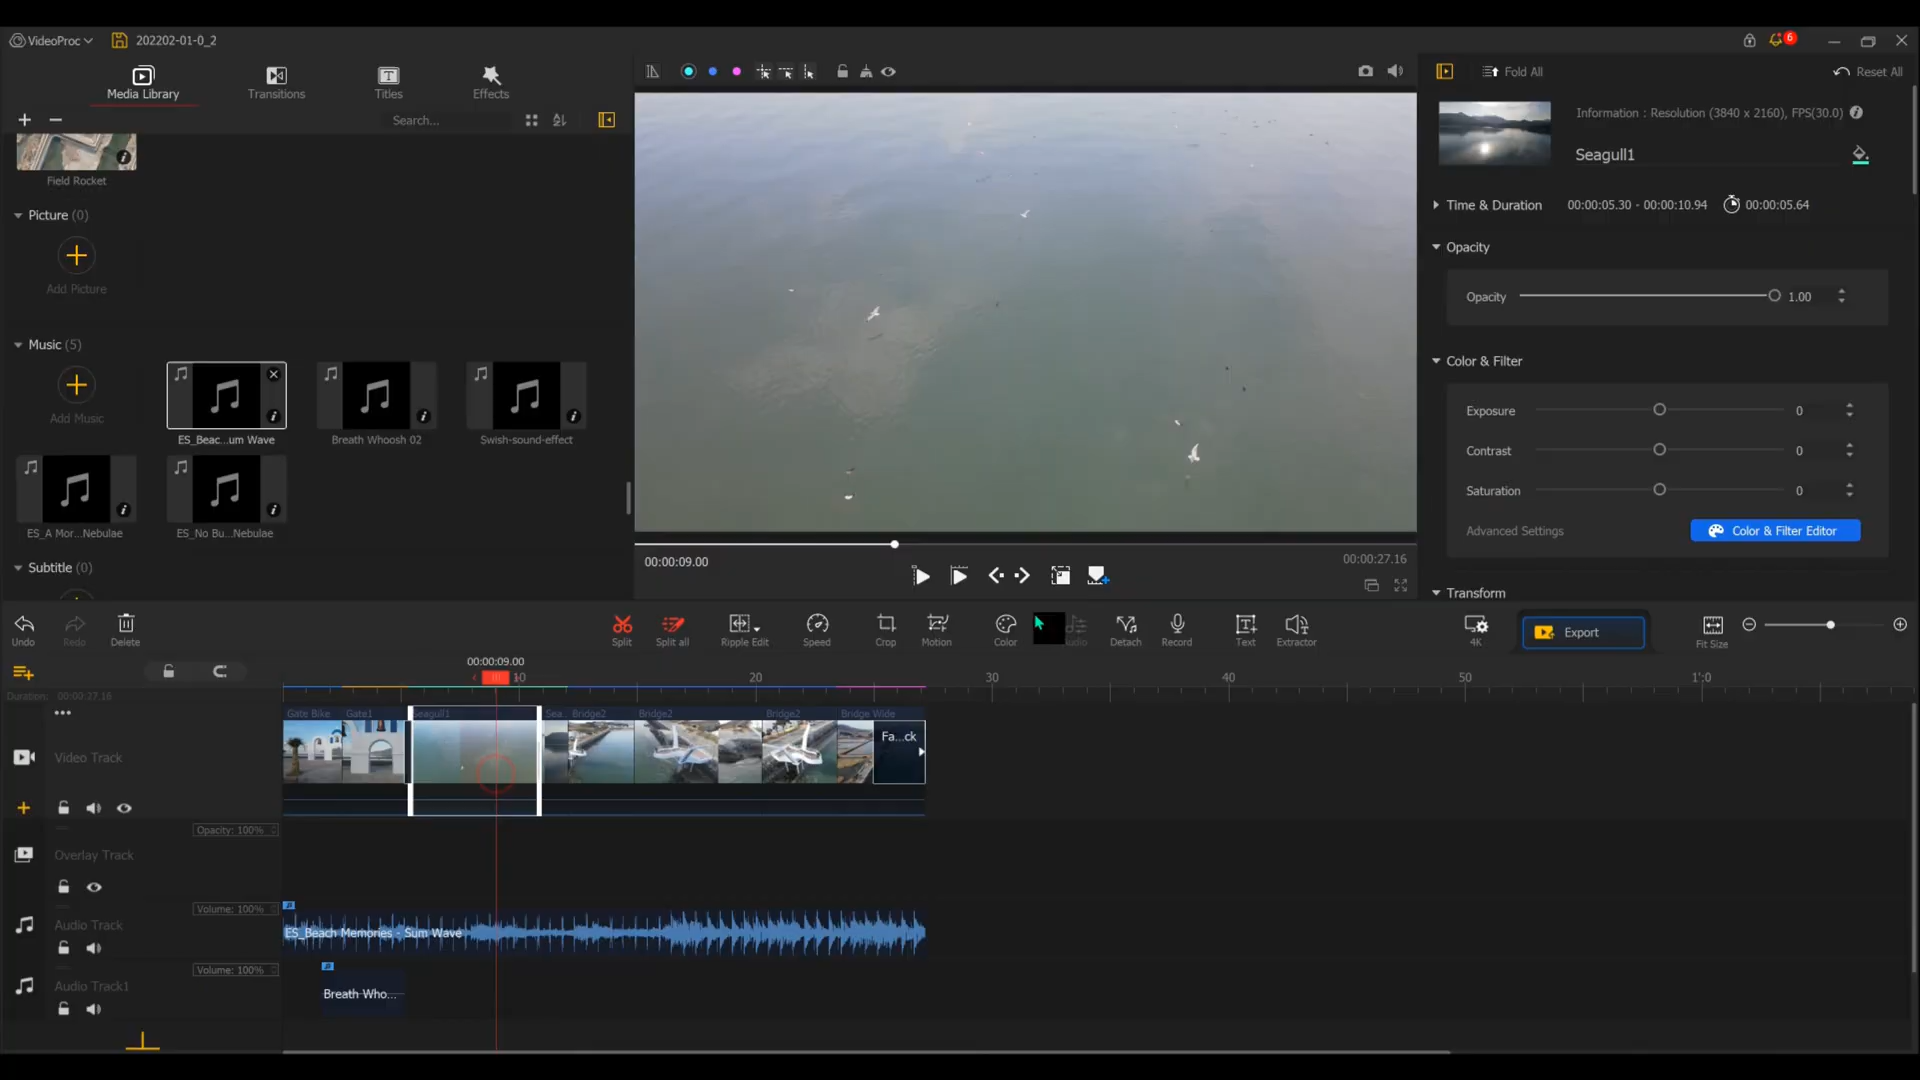 VideoProc
202202-01-0_2
6
Media Library
Transitions
Titles
Effects
Search...
Field Rocket
Picture (0)
Add Picture
Music (5)
Add Music
ES_Beac...um Wave
Breath Whoosh 02
Swish-sound-effect
ES_A Mor...Nebulae
ES_No Bu...Nebulae
Subtitle (0)
00:00:09.00
00:00:27.16
Fold All
Reset All
Information : Resolution (3840 x 2160), FPS(30.0)
Seagull1
Time & Duration 00:00:05.30 - 00:00:10.94 00:00:05.64
Opacity
Opacity 1.00
Color & Filter
Exposure 0
Contrast 0
Saturation 0
Advanced Settings
Color & Filter Editor
Transform
Undo
Redo
Delete
Split
Split all
Ripple Edit
Speed
Crop
Motion
Color
Detach
Record
Text
Extractor
4K
Export
Fit Size
00:00:09.00
10 20 30 40 50 1':0
Duration: 00:00:27.16
Gate Bike Gate1 Seagull1 Sea Bridge2 Bridge2 Bridge2 Bridge Wide
Fa...ck
Video Track
Opacity: 100%
Overlay Track
Volume: 100%
Audio Track
ES_Beach Memories - Sum Wave
Volume: 100%
Audio Track1
Breath Who...